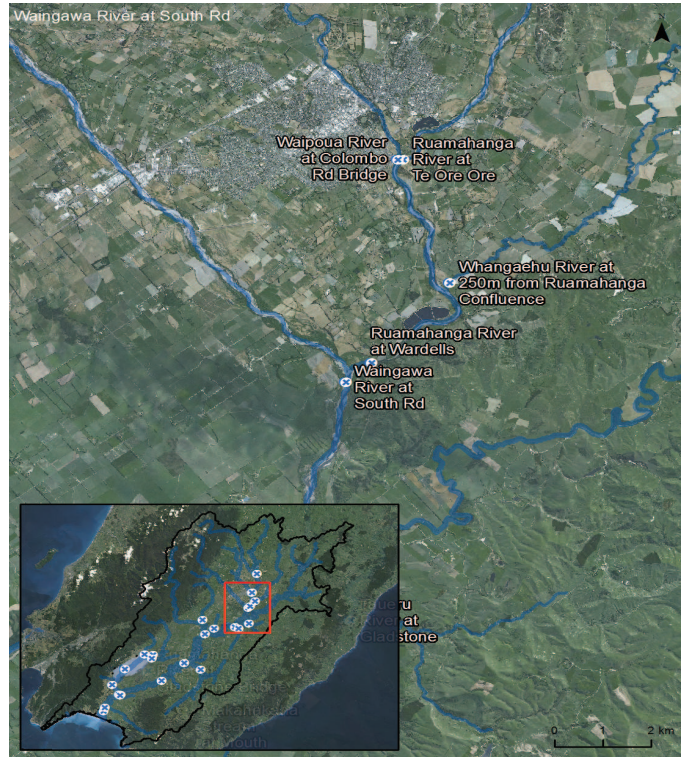 Waingawa River at South Rd
N
Waipoua River
at Colombo
Rd Bridge
Ruamahanga
River at
Te Ore Ore
Whangaehu River at
250m from Ruamahanga
Confluence
Ruamahanga River
at Wardells
Waingawa
River at
South Rd
River at
Gladstone
0 1 2 km